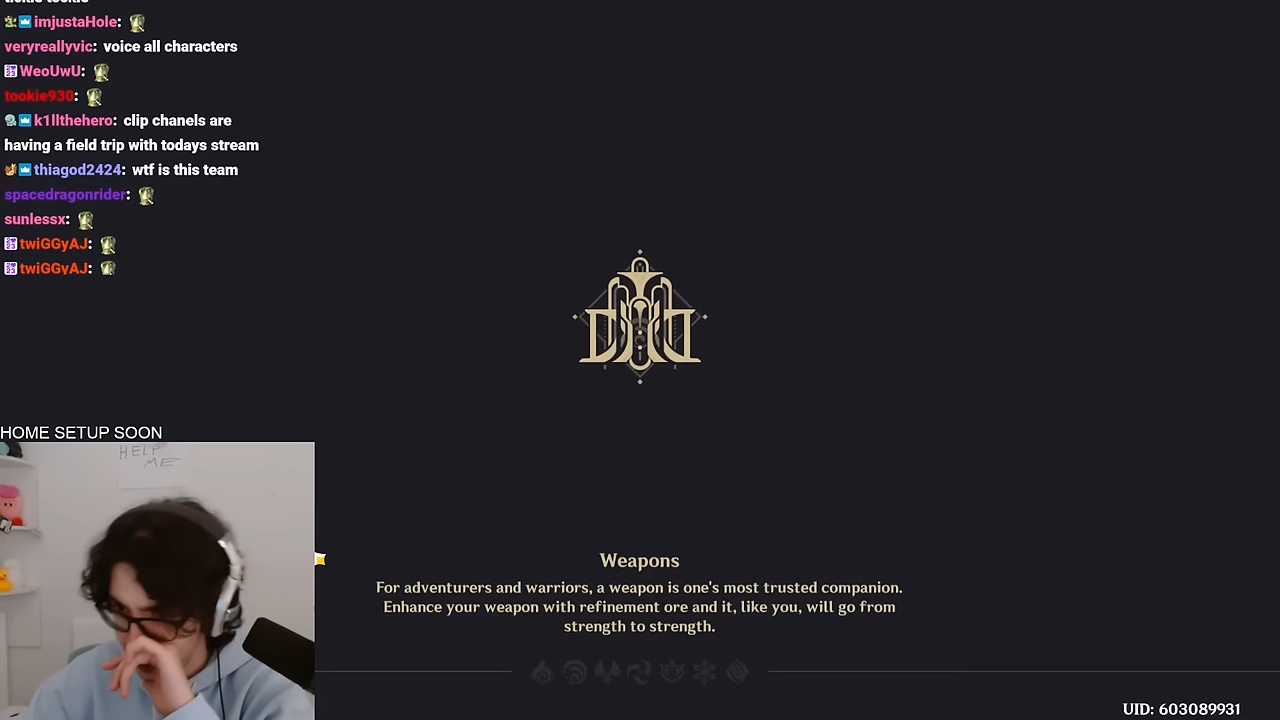 imjustaHole:
veryreallyvic: voice all characters
WeoUwU:
tookie930:
k1llthehero: clip chanels are
having a field trip with todays stream
thiagod2424: wtf is this team
spacedragonrider:
sunlessx:
twiGGyAJ:
twiGGyAJ:
HOME SETUP SOON
HELP
ME
Weapons
For adventurers and warriors, a weapon is one's most trusted companion.
Enhance your weapon with refinement ore and it, like you, will go from
strength to strength.
UID: 603089931